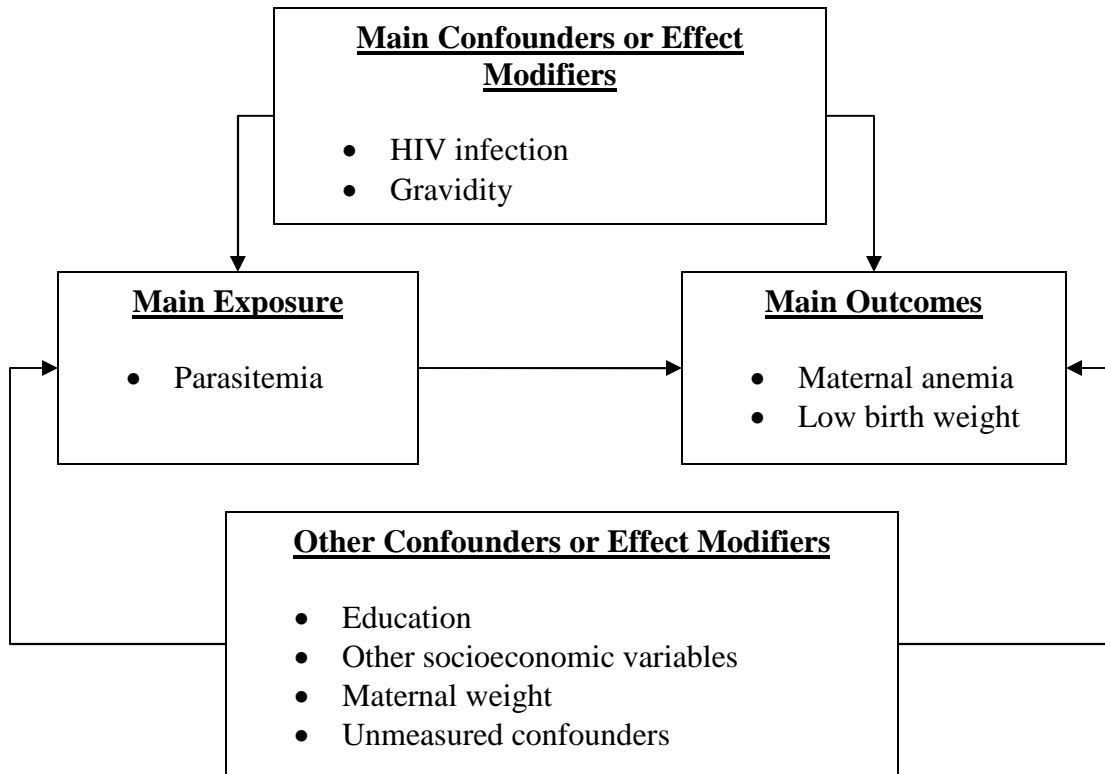 Main Confounders or Effect
Modifiers
• HIV infection
• Gravidity
Main Exposure
• Parasitemia
Main Outcomes
• Maternal anemia
• Low birth weight
Other Confounders or Effect Modifiers
• Education
• Other socioeconomic variables
• Maternal weight
• Unmeasured confounders